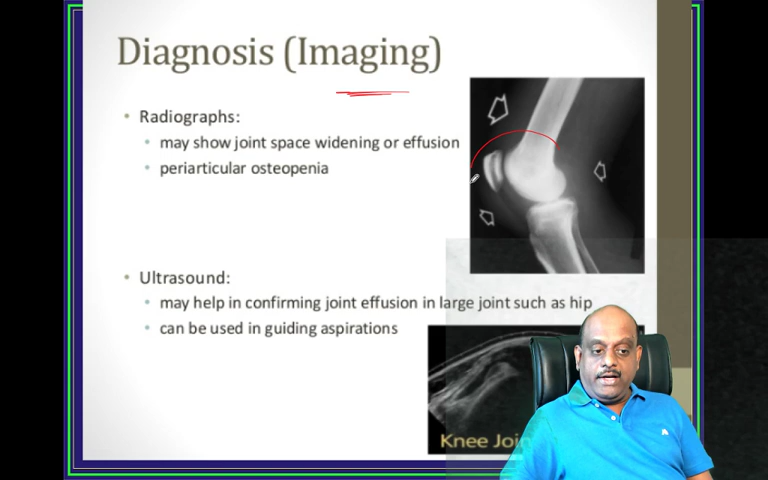 Diagnosis (Imaging)
• Radiographs:
• may show joint space widening or effusion
• periarticular osteopenia
• Ultrasound:
• may help in confirming joint effusion in large joint such as hip
• can be used in guiding aspirations
Knee